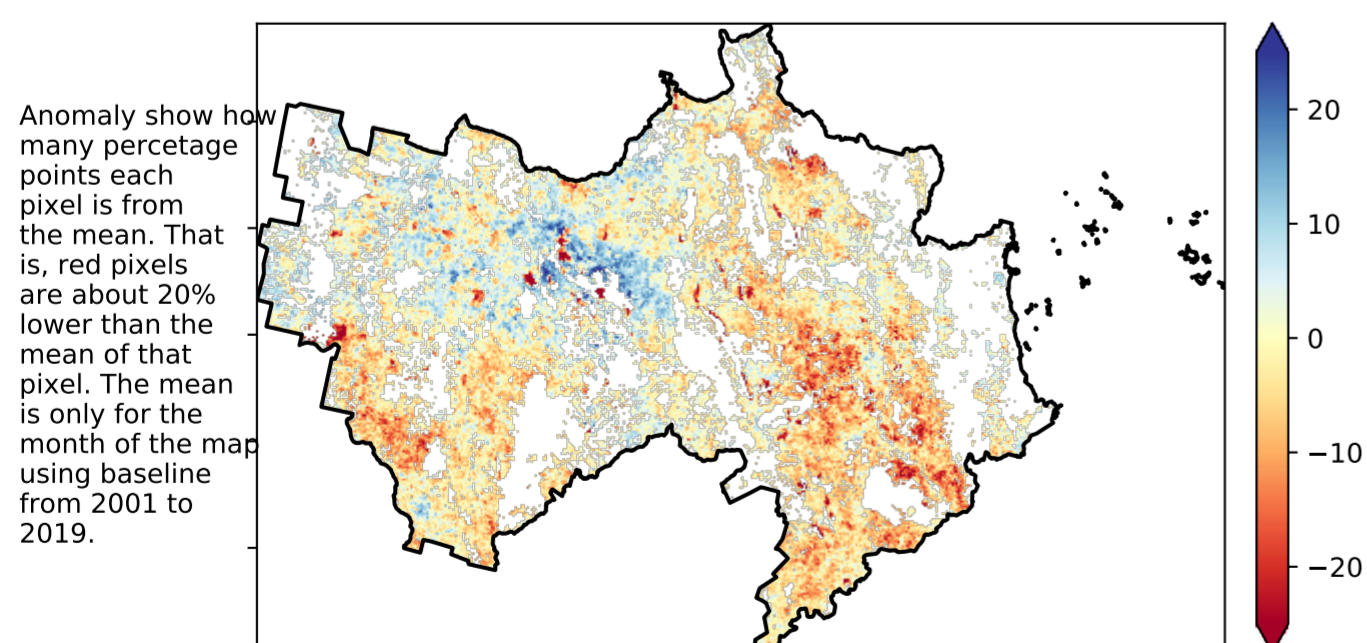 Anomaly show how
many percetage
points each
pixel is from
the mean. That
is, red pixels
are about 20%
lower than the
mean of that
pixel. The mean
is only for the
month of the map
using baseline
from 2001 to
2019.
20
10
0
−10
−20